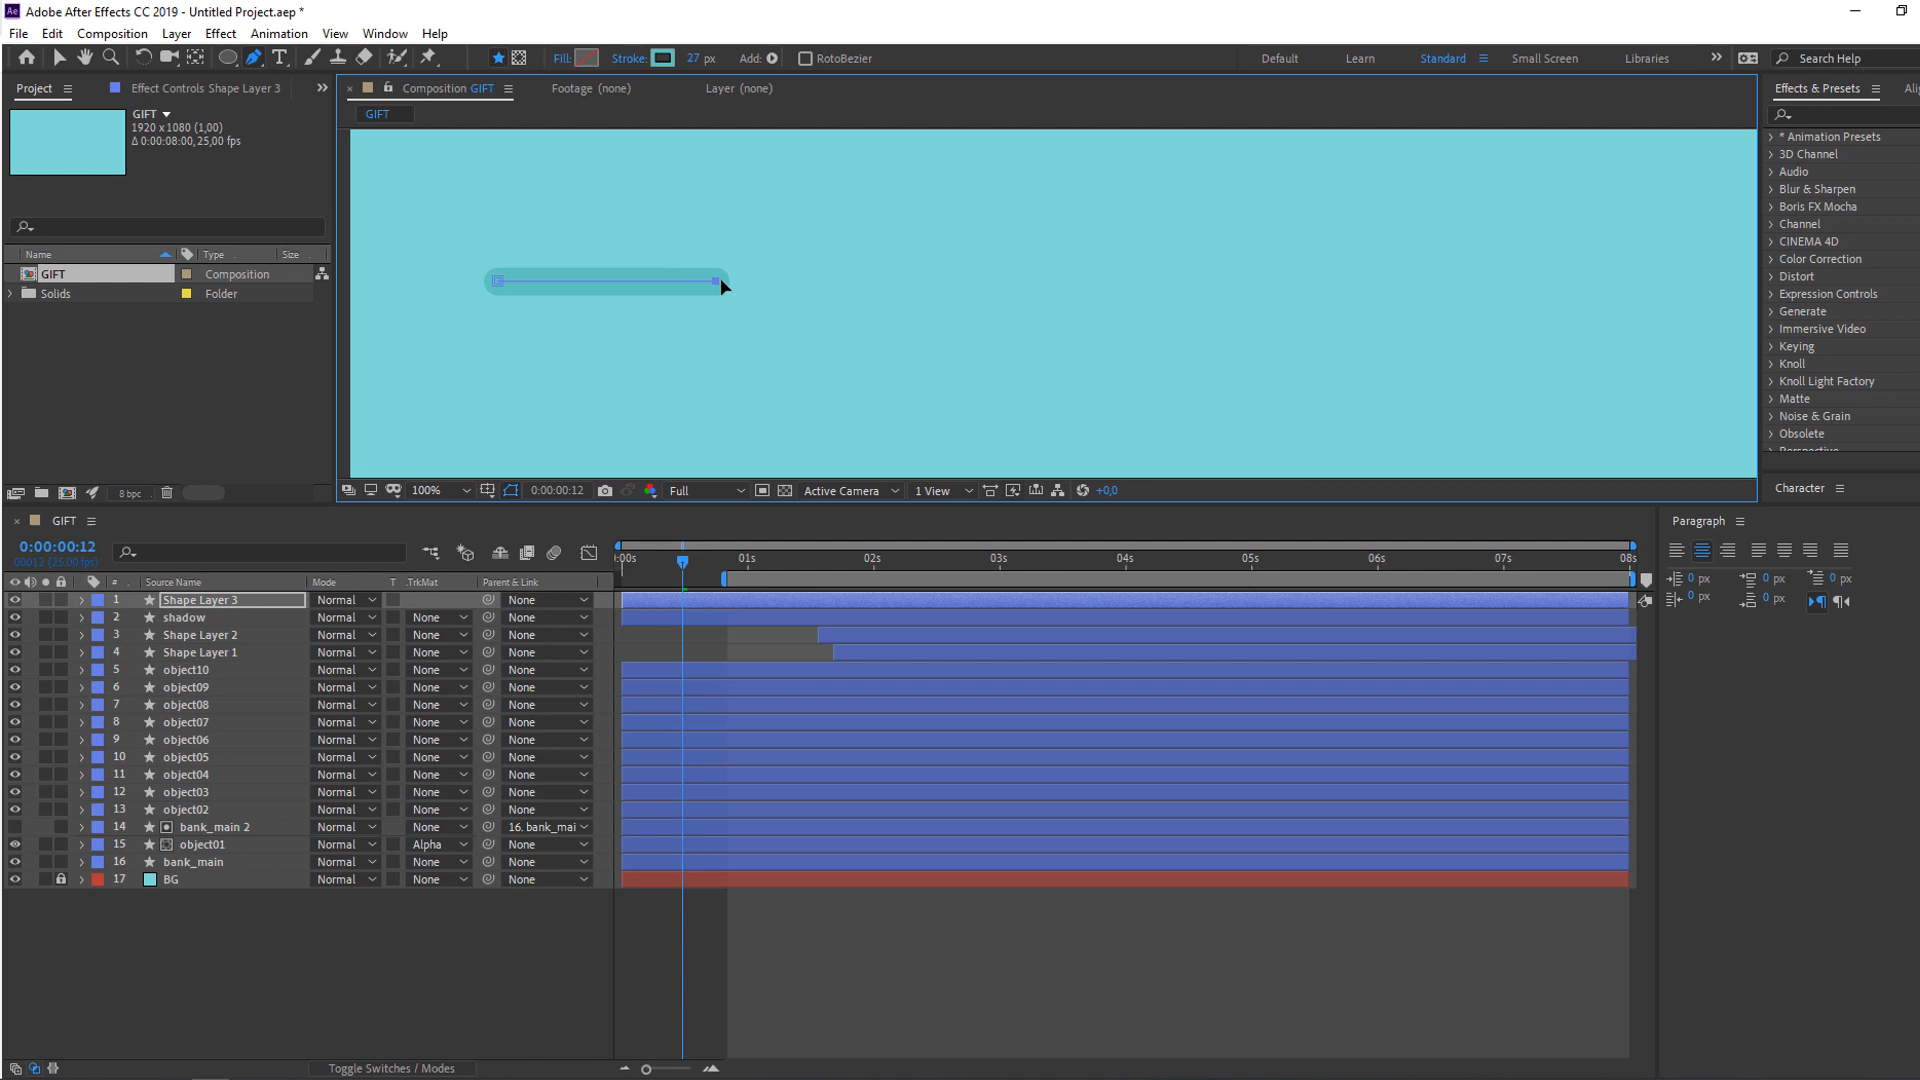 Adobe After Effects CC 2019 - Untitled Project.aep *
File Edit Composition Layer Effect Animation View Window Help
Fill: Stroke: 27 px Add: RotoBezier Default Learn Standard Small Screen Libraries Search Help
Project Effect Controls Shape Layer 3 Composition GIFT Footage (none) Layer (none) Effects & Presets
GIFT
1920 x 1080 (1,00)
Δ 0:00:08:00, 25,00 fps
GIFT
Name Type Size
GIFT Composition
Solids Folder
* Animation Presets
3D Channel
Audio
Blur & Sharpen
Boris FX Mocha
Channel
CINEMA 4D
Color Correction
Distort
Expression Controls
Generate
Immersive Video
Keying
Knoll
Knoll Light Factory
Matte
Noise & Grain
Obsolete
Perspective
8 bpc
100% 0:00:00:12 Full Active Camera 1 View +0,0
Character
GIFT
Paragraph
0:00:00:12
00012 (25.00 fps)
:00s 01s 02s 03s 04s 05s 06s 07s 08s
# Source Name Mode T .TrkMat Parent & Link
1 Shape Layer 3 Normal None
2 shadow Normal None None
3 Shape Layer 2 Normal None None
4 Shape Layer 1 Normal None None
5 object10 Normal None None
6 object09 Normal None None
7 object08 Normal None None
8 object07 Normal None None
9 object06 Normal None None
10 object05 Normal None None
11 object04 Normal None None
12 object03 Normal None None
13 object02 Normal None None
14 bank_main 2 Normal None 16. bank_mai
15 object01 Normal Alpha None
16 bank_main Normal None None
17 BG Normal None None
0 px 0 px 0 px
0 px 0 px
Toggle Switches / Modes